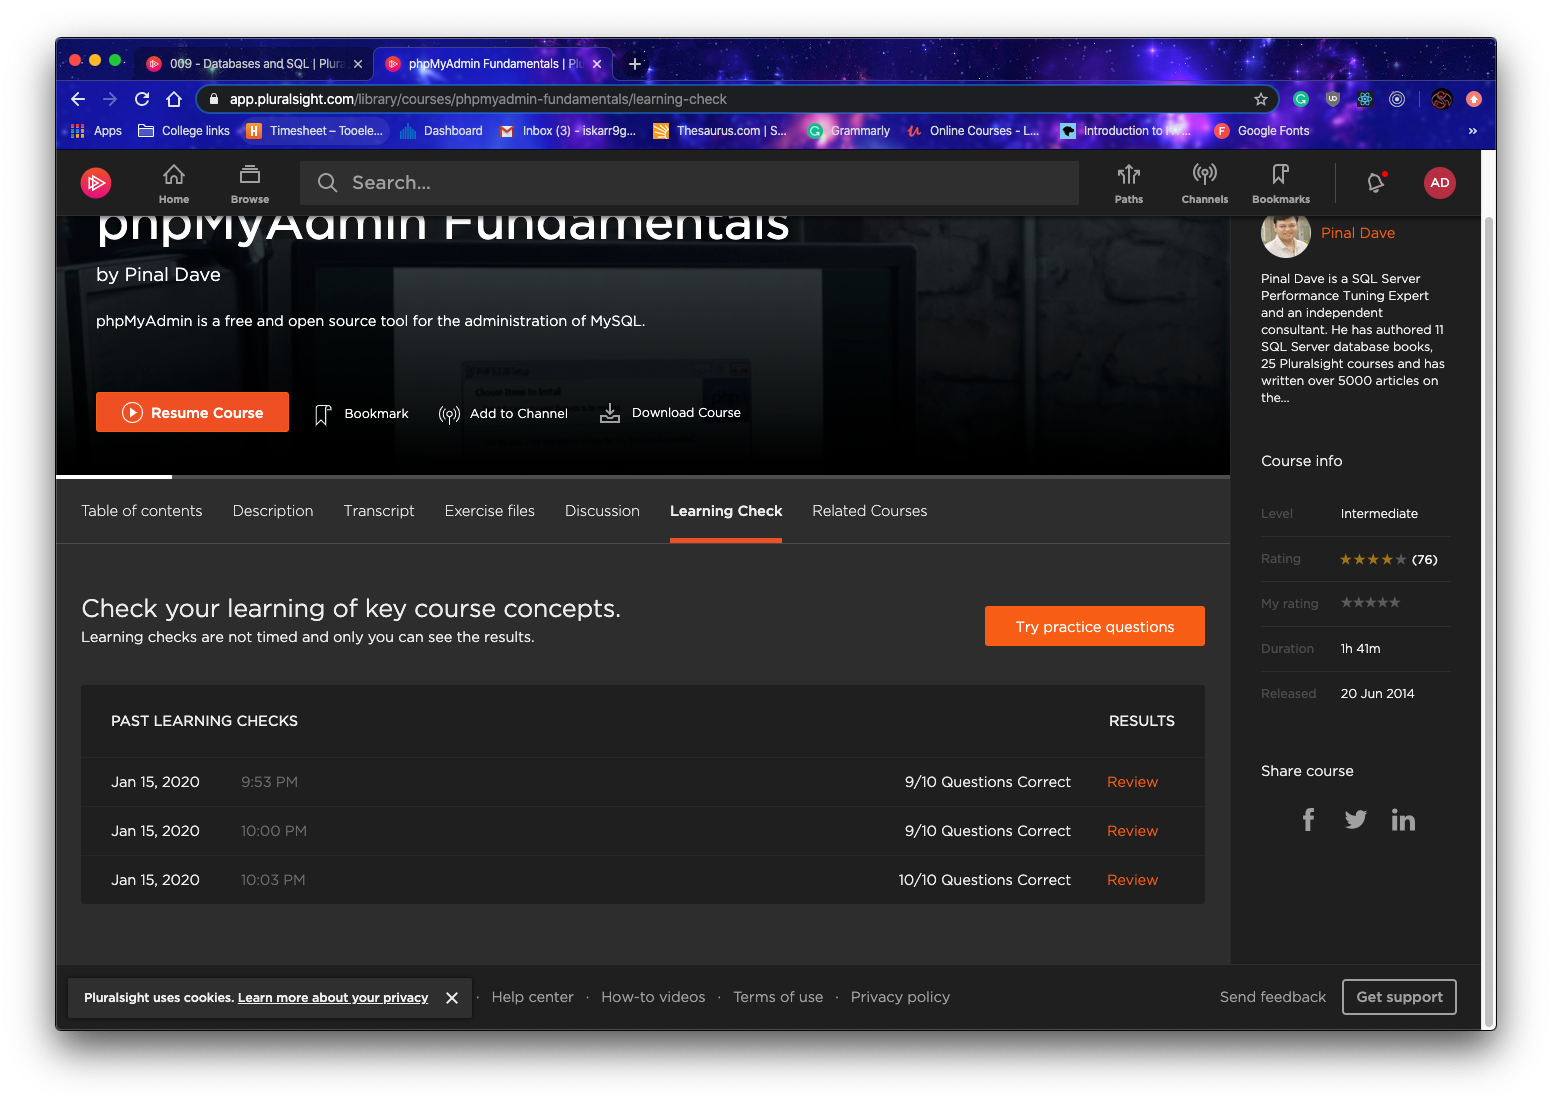 009 - Databases and SQL | Plura
phpMyAdmin Fundamentals | Pl
app.pluralsight.com/library/courses/phpmyadmin-fundamentals/learning-check
Apps
College links
Timesheet – Tooele...
Dashboard
Inbox (3) - iskarr9g...
Thesaurus.com | S...
Grammarly
Online Courses - L...
Introduction to
Google Fonts
»
Home
Browse
Search...
Paths
Channels
Bookmarks
AD
phpMyAdmin Fundamentals
by Pinal Dave
phpMyAdmin is a free and open source tool for the administration of MySQL.
Resume Course
Bookmark
Add to Channel
Download Course
Pinal Dave
Pinal Dave is a SQL Server
Performance Tuning Expert
and an independent
consultant. He has authored 11
SQL Server database books,
25 Pluralsight courses and has
written over 5000 articles on
the...
Course info
Level Intermediate
Rating ★★★★★ (76)
My rating ★★★★★
Duration 1h 41m
Released 20 Jun 2014
Share course
Table of contents
Description
Transcript
Exercise files
Discussion
Learning Check
Related Courses
Check your learning of key course concepts.
Learning checks are not timed and only you can see the results.
Try practice questions
PAST LEARNING CHECKS RESULTS
Jan 15, 2020 9:53 PM 9/10 Questions Correct Review
Jan 15, 2020 10:00 PM 9/10 Questions Correct Review
Jan 15, 2020 10:03 PM 10/10 Questions Correct Review
Pluralsight uses cookies. Learn more about your privacy
· Help center · How-to videos · Terms of use · Privacy policy
Send feedback
Get support